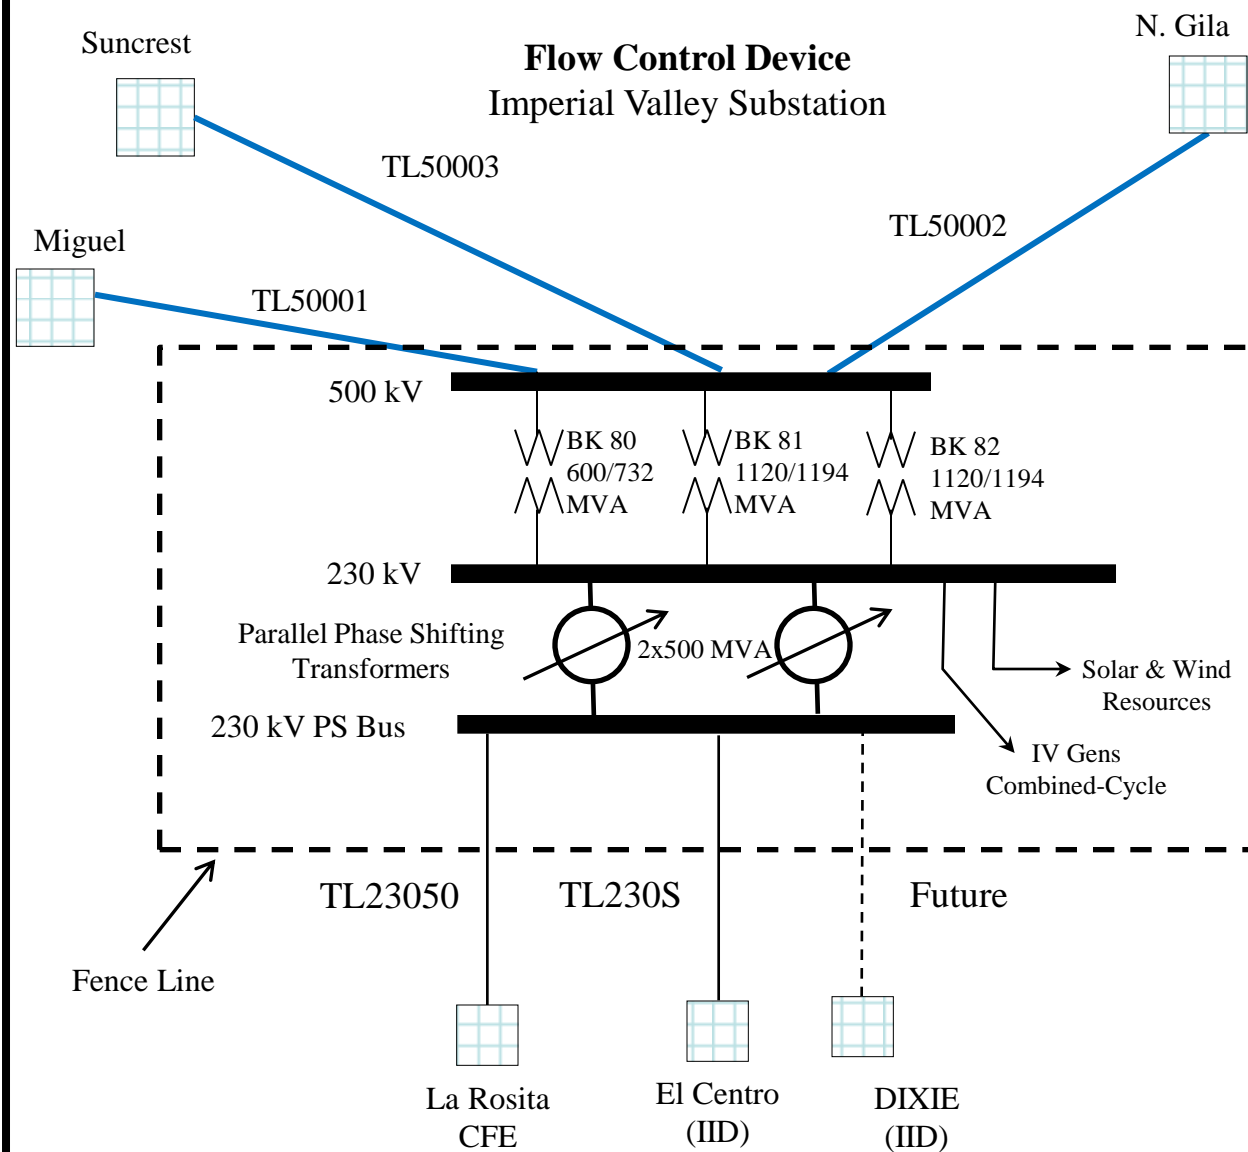 N. Gila
Suncrest
Flow Control Device
Imperial Valley Substation
TL50003
TL50002
Miguel
TL50001
500 kV
BK 80
600/732
MVA
BK 81
1120/1194
MVA
BK 82
1120/1194
MVA
230 kV
Parallel Phase Shifting
Transformers
2x500 MVA
Solar & Wind
Resources
230 kV PS Bus
IV Gens
Combined-Cycle
TL23050
TL230S
Future
Fence Line
La Rosita
CFE
El Centro
(IID)
DIXIE
(IID)